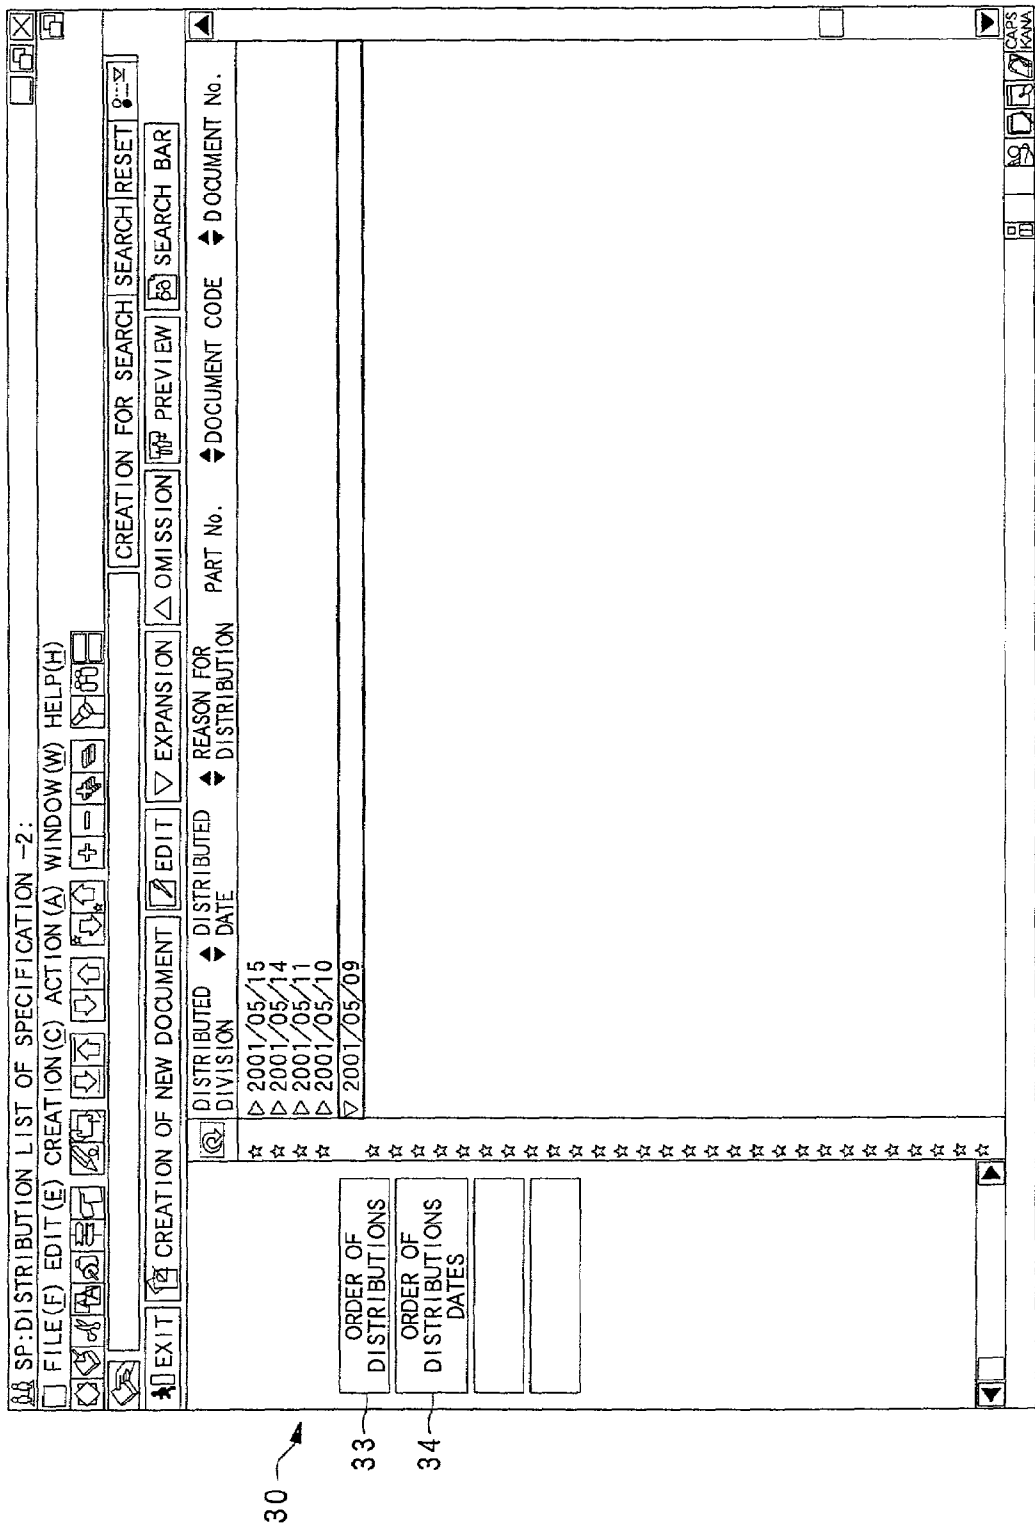 SP:DISTRIBUTION LIST OF SPECIFICATION -2:
FILE(F) EDIT(E) CREATION(C) ACTION(A) WINDOW(W) HELP(H)
CREATION FOR SEARCH SEARCH RESET
EXIT CREATION OF NEW DOCUMENT EDIT ▽ EXPANSION △ OMISSION PREVIEW SEARCH BAR
DISTRIBUTED DIVISION
DISTRIBUTED DATE
REASON FOR DISTRIBUTION
PART No.
DOCUMENT CODE
DOCUMENT No.
▷ 2001/05/15
▷ 2001/05/14
▷ 2001/05/11
▷ 2001/05/10
▽ 2001/05/09
30
33
ORDER OF
DISTRIBUTIONS
34
ORDER OF
DISTRIBUTIONS
DATES
CAPS
KANA